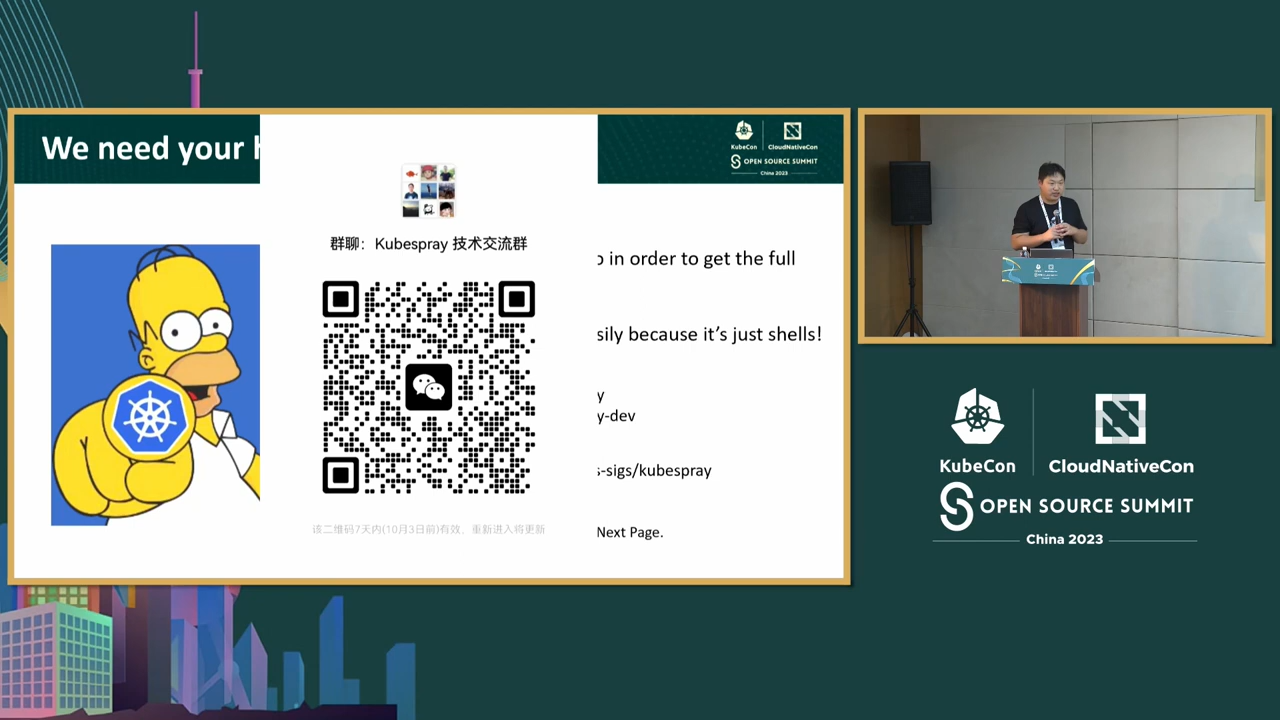 We need your h
KubeCon
CloudNativeCon
OPEN SOURCE SUMMIT
China 2023
群聊：Kubespray 技术交流群
in order to get the full
sily because it's just shells!
y
y-dev
s-sigs/kubespray
Next Page.
该二维码7天内(10月3日前)有效，重新进入将更新
KubeCon
CloudNativeCon
OPEN SOURCE SUMMIT
China 2023